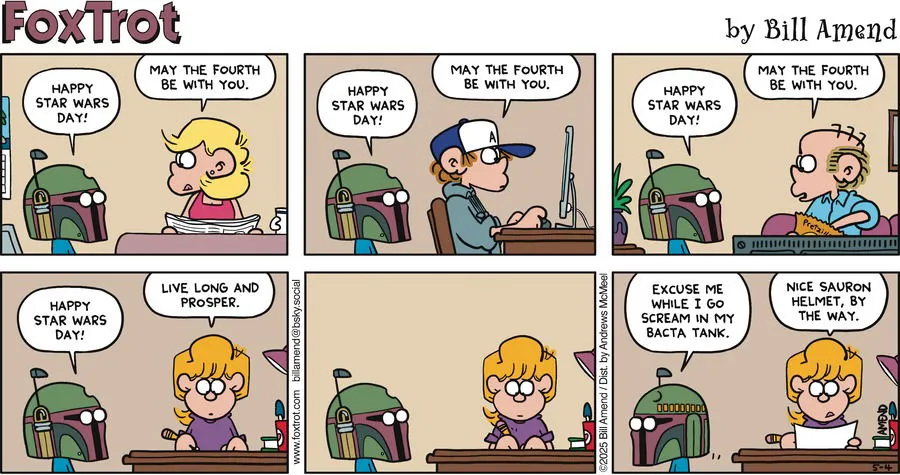 FOXTROT
by Bill Amend
HAPPY
STAR WARS
DAY!
MAY THE FOURTH
BE WITH YOU.
HAPPY
STAR WARS
DAY!
MAY THE FOURTH
BE WITH YOU.
A
HAPPY
STAR WARS
DAY!
MAY THE FOURTH
BE WITH YOU.
HAPPY
STAR WARS
DAY!
LIVE LONG AND
PROSPER.
www.foxtrot.com billamend@bsky.social
©2025 Bill Amend / Dist. by Andrews McMeel
EXCUSE ME
WHILE I GO
SCREAM IN MY
BACTA TANK.
NICE SAURON
HELMET, BY
THE WAY.
AMEND
5-4